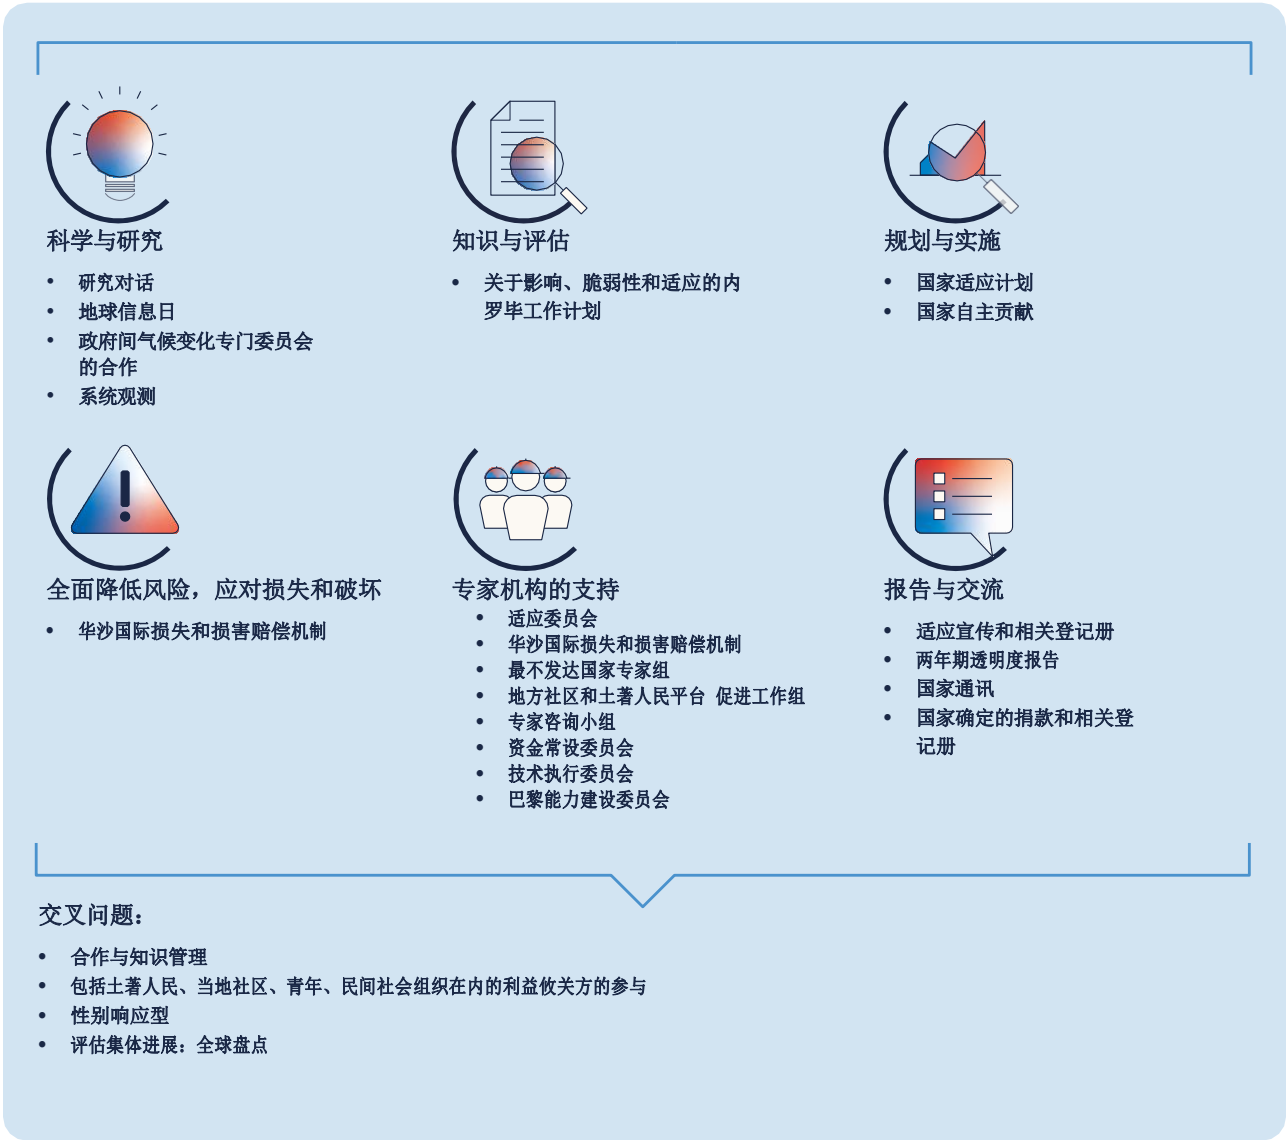 科学与研究
• 研究对话
• 地球信息日
• 政府间气候变化专门委员会
的合作
• 系统观测
知识与评估
• 关于影响、脆弱性和适应的内
罗毕工作计划
规划与实施
• 国家适应计划
• 国家自主贡献
全面降低风险，应对损失和破坏
• 华沙国际损失和损害赔偿机制
专家机构的支持
• 适应委员会
• 华沙国际损失和损害赔偿机制
• 最不发达国家专家组
• 地方社区和土著人民平台 促进工作组
• 专家咨询小组
• 资金常设委员会
• 技术执行委员会
• 巴黎能力建设委员会
报告与交流
• 适应宣传和相关登记册
• 两年期透明度报告
• 国家通讯
• 国家确定的捐款和相关登
记册
交叉问题：
• 合作与知识管理
• 包括土著人民、当地社区、青年、民间社会组织在内的利益攸关方的参与
• 性别响应型
• 评估集体进展：全球盘点